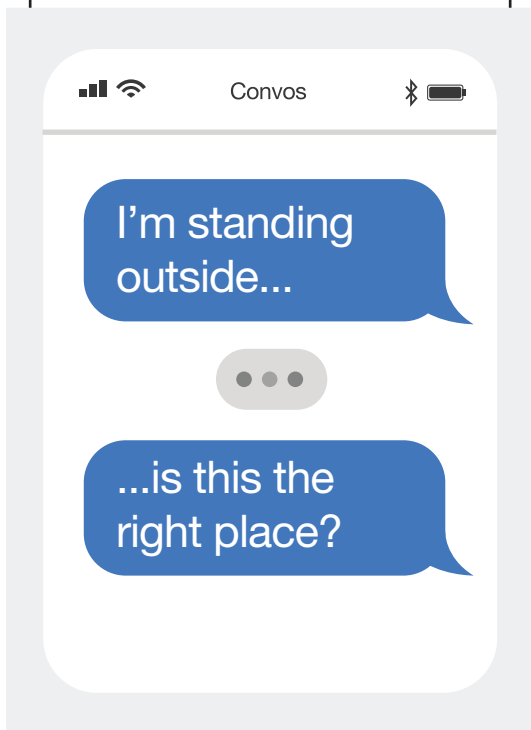 Convos
I’m standing
outside...
...is this the
right place?